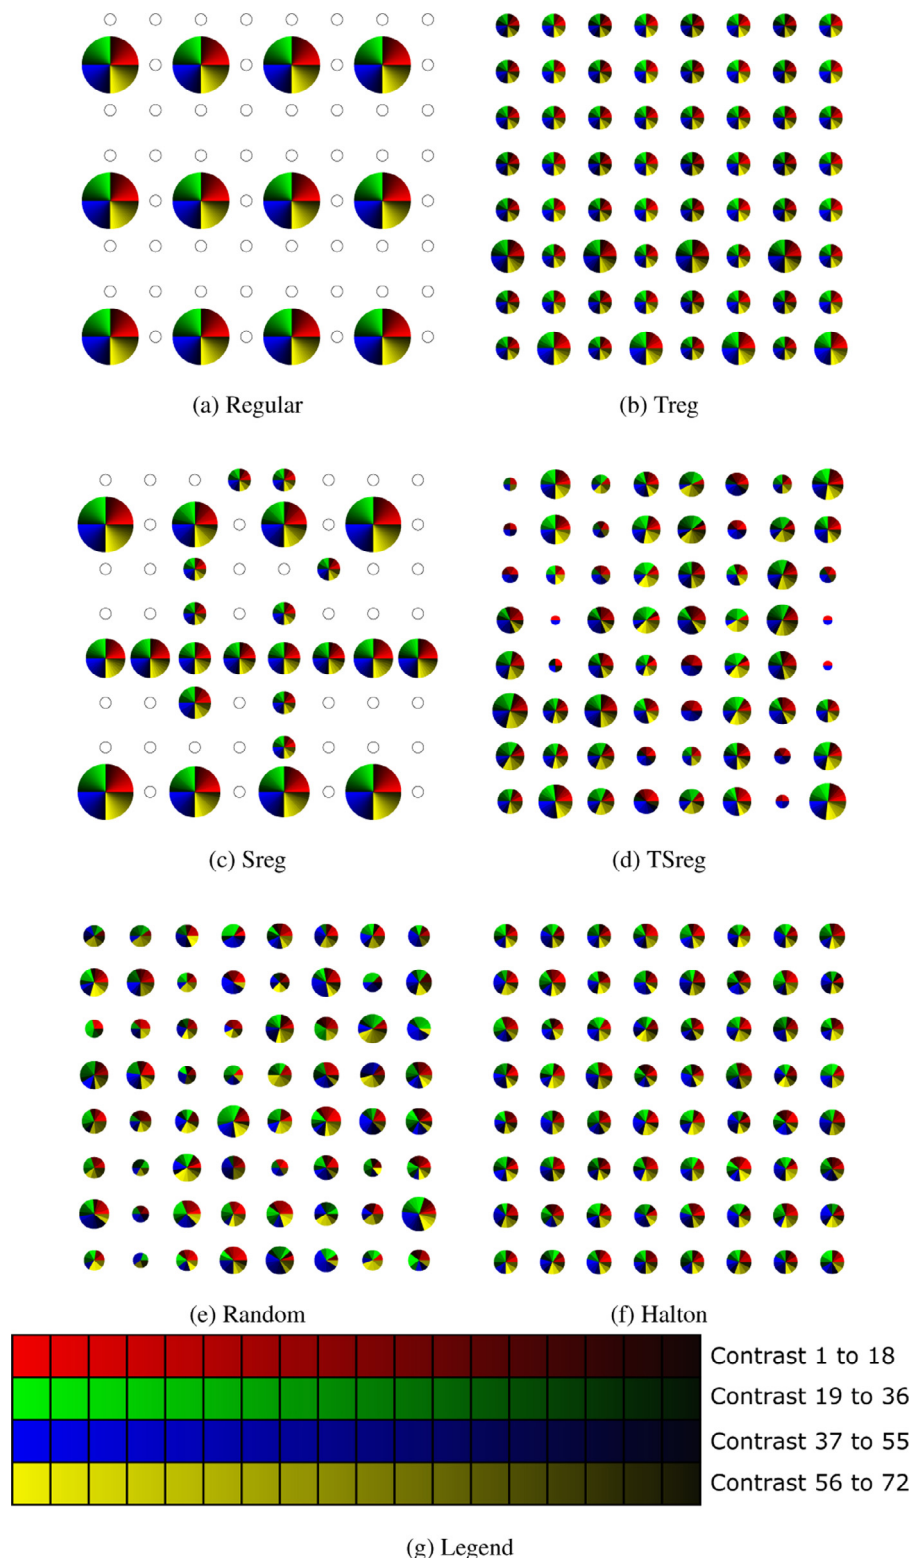 (a) Regular
(b) Treg
(c) Sreg
(d) TSreg
(e) Random
(f) Halton
Contrast 1 to 18
Contrast 19 to 36
Contrast 37 to 55
Contrast 56 to 72
(g) Legend